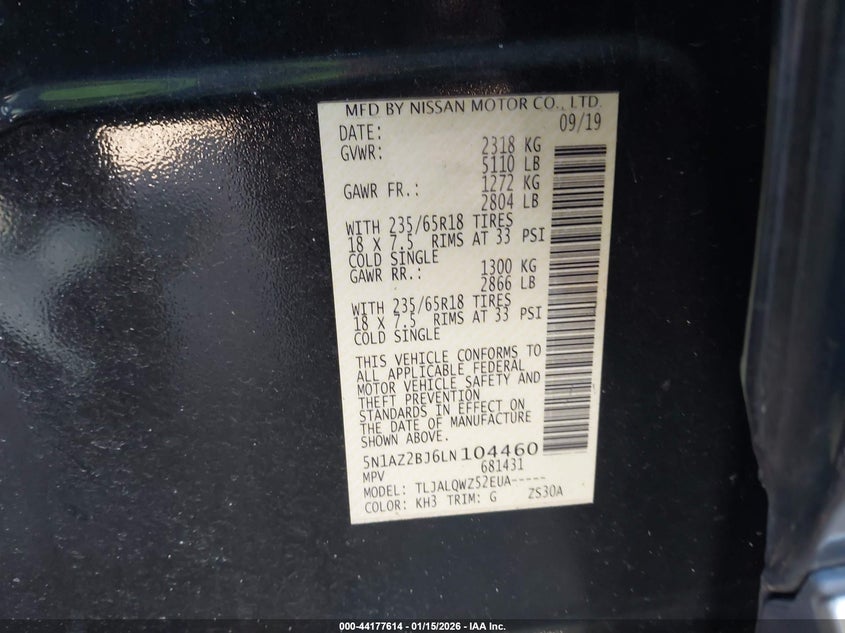 MFD BY NISSAN MOTOR CO., LTD.
DATE: 09/19
GVWR: 2318 KG
5110 LB
GAWR FR.: 1272 KG
2804 LB
WITH 235/65R18 TIRES
18 X 7.5 RIMS AT 33 PSI
COLD SINGLE
GAWR RR.: 1300 KG
2866 LB
WITH 235/65R18 TIRES
18 X 7.5 RIMS AT 33 PSI
COLD SINGLE
THIS VEHICLE CONFORMS TO
ALL APPLICABLE FEDERAL
MOTOR VEHICLE SAFETY AND
THEFT PREVENTION
STANDARDS IN EFFECT ON
THE DATE OF MANUFACTURE
SHOWN ABOVE.
5N1AZ2BJ6LN104460
MPV 681431
MODEL: TLJALQWZ52EUA-----
COLOR: KH3 TRIM: G ZS30A
000-44177614 - 01/15/2026 - IAA Inc.